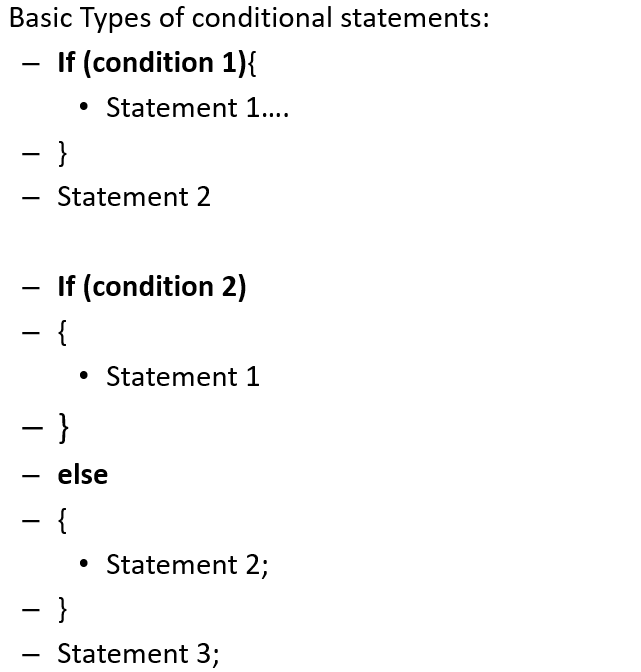 Basic Types of conditional statements:
– If (condition 1){
• Statement 1....
– }
– Statement 2
– If (condition 2)
– {
• Statement 1
– }
– else
– {
• Statement 2;
– }
– Statement 3;